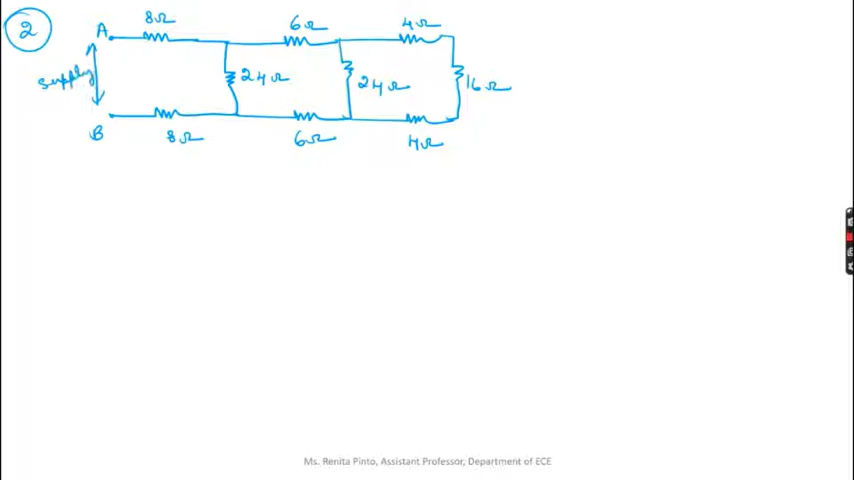 2
8Ω 6Ω 4Ω
A
supply 24Ω 24Ω 16Ω
B
8Ω 6Ω 4Ω
Ms. Renita Pinto, Assistant Professor, Department of ECE